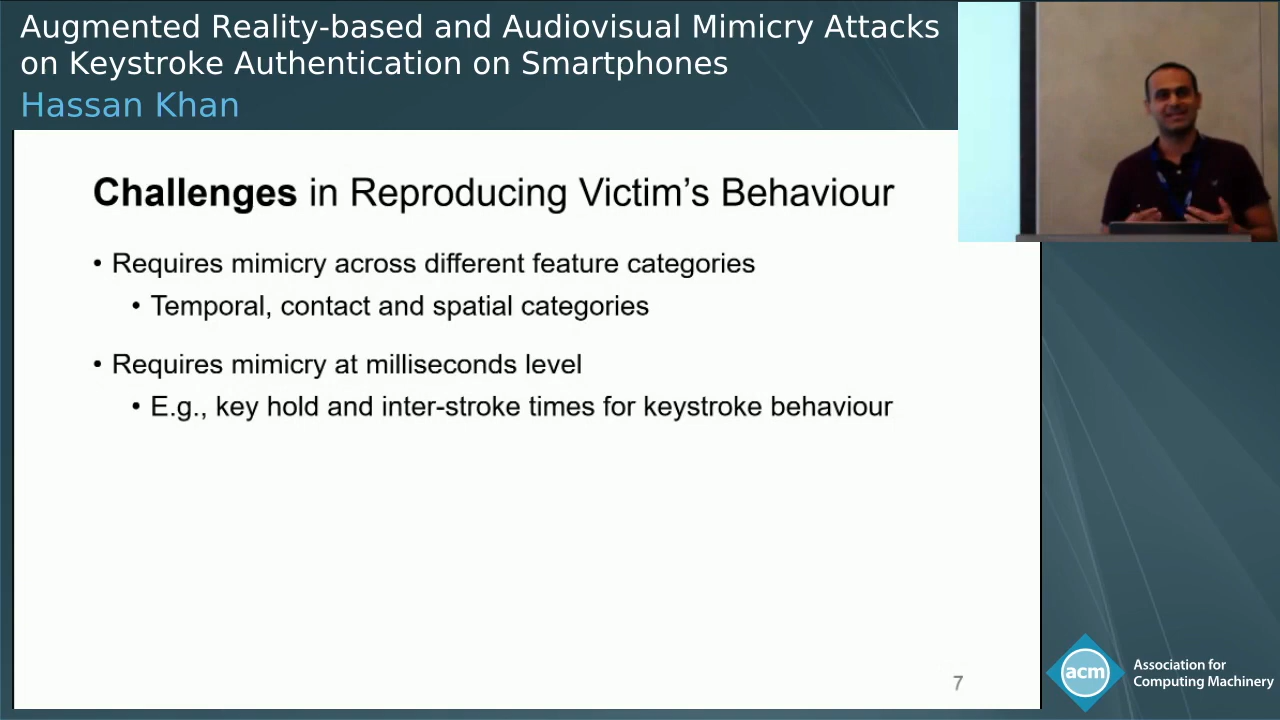 Augmented Reality-based and Audiovisual Mimicry Attacks
on Keystroke Authentication on Smartphones
Hassan Khan
Challenges in Reproducing Victim’s Behaviour
• Requires mimicry across different feature categories
• Temporal, contact and spatial categories
• Requires mimicry at milliseconds level
• E.g., key hold and inter-stroke times for keystroke behaviour
7
acm
Association for
Computing Machinery